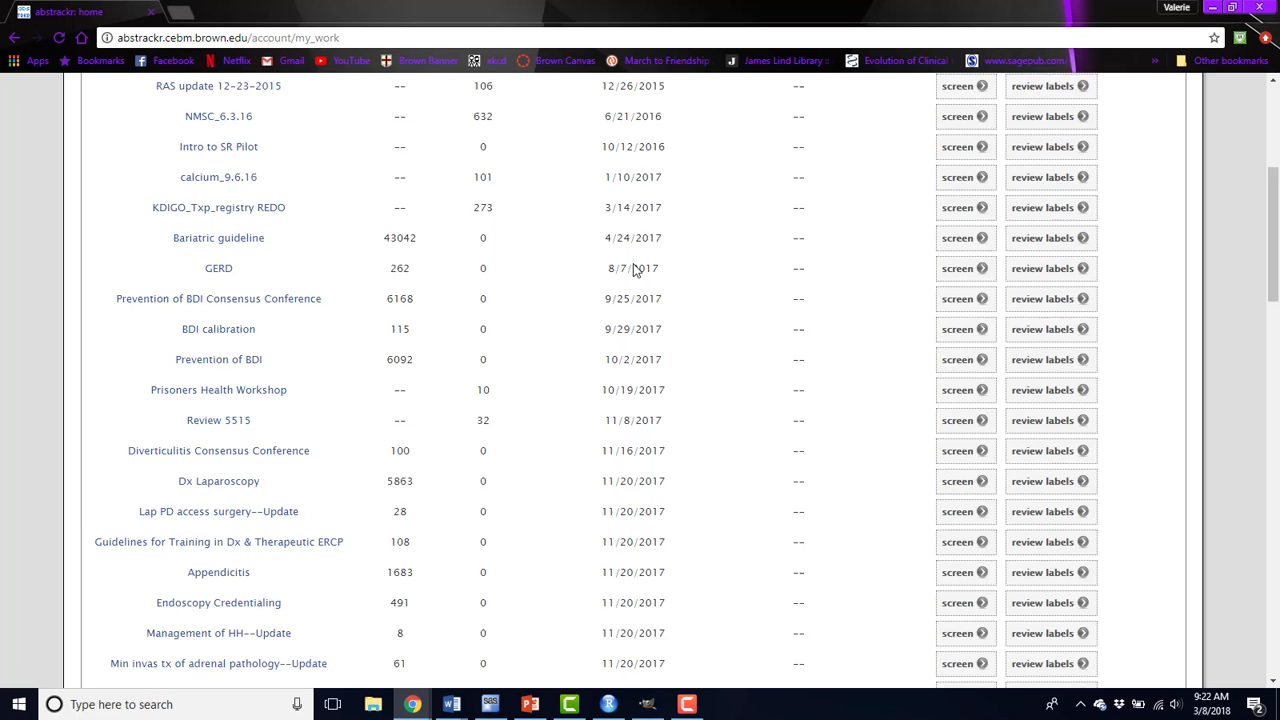 abstrackr: home
Valerie
abstrackr.cebm.brown.edu/account/my_work
Apps Bookmarks Facebook Netflix Gmail YouTube Brown Banner xkcd Brown Canvas March to Friendship James Lind Library Evolution of Clinical www.sagepub.com/ » Other bookmarks
RAS update 12-23-2015 -- 106 12/26/2015 -- screen review labels
NMSC_6.3.16 -- 632 6/21/2016 -- screen review labels
Intro to SR Pilot -- 0 10/12/2016 -- screen review labels
calcium_9.6.16 -- 101 1/10/2017 -- screen review labels
KDIGO_Txp_registry REDO -- 273 3/14/2017 -- screen review labels
Bariatric guideline 43042 0 4/24/2017 -- screen review labels
GERD 262 0 8/7/2017 -- screen review labels
Prevention of BDI Consensus Conference 6168 0 9/25/2017 -- screen review labels
BDI calibration 115 0 9/29/2017 -- screen review labels
Prevention of BDI 6092 0 10/2/2017 -- screen review labels
Prisoners Health Workshop -- 10 10/19/2017 -- screen review labels
Review 5515 -- 32 11/8/2017 -- screen review labels
Diverticulitis Consensus Conference 100 0 11/16/2017 -- screen review labels
Dx Laparoscopy 5863 0 11/20/2017 -- screen review labels
Lap PD access surgery--Update 28 0 11/20/2017 -- screen review labels
Guidelines for Training in Dx & Therapeutic ERCP 108 0 11/20/2017 -- screen review labels
Appendicitis 1683 0 11/20/2017 -- screen review labels
Endoscopy Credentialing 491 0 11/20/2017 -- screen review labels
Management of HH--Update 8 0 11/20/2017 -- screen review labels
Min invas tx of adrenal pathology--Update 61 0 11/20/2017 -- screen review labels
Type here to search
9:22 AM
3/8/2018